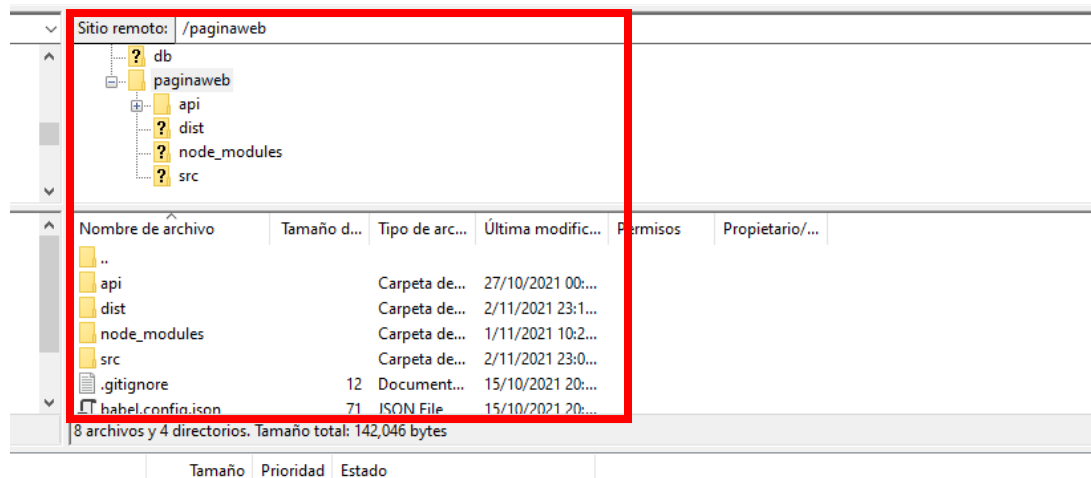 Sitio remoto: /paginaweb
? db
paginaweb
api
? dist
? node_modules
? src
Nombre de archivo Tamaño d... Tipo de arc... Última modific... Permisos Propietario/...
..
api Carpeta de... 27/10/2021 00:...
dist Carpeta de... 2/11/2021 23:1...
node_modules Carpeta de... 1/11/2021 10:2...
src Carpeta de... 2/11/2021 23:0...
.gitignore 12 Document... 15/10/2021 20:...
babel.config.json 71 JSON File 15/10/2021 20:...
8 archivos y 4 directorios. Tamaño total: 142,046 bytes
Tamaño Prioridad Estado